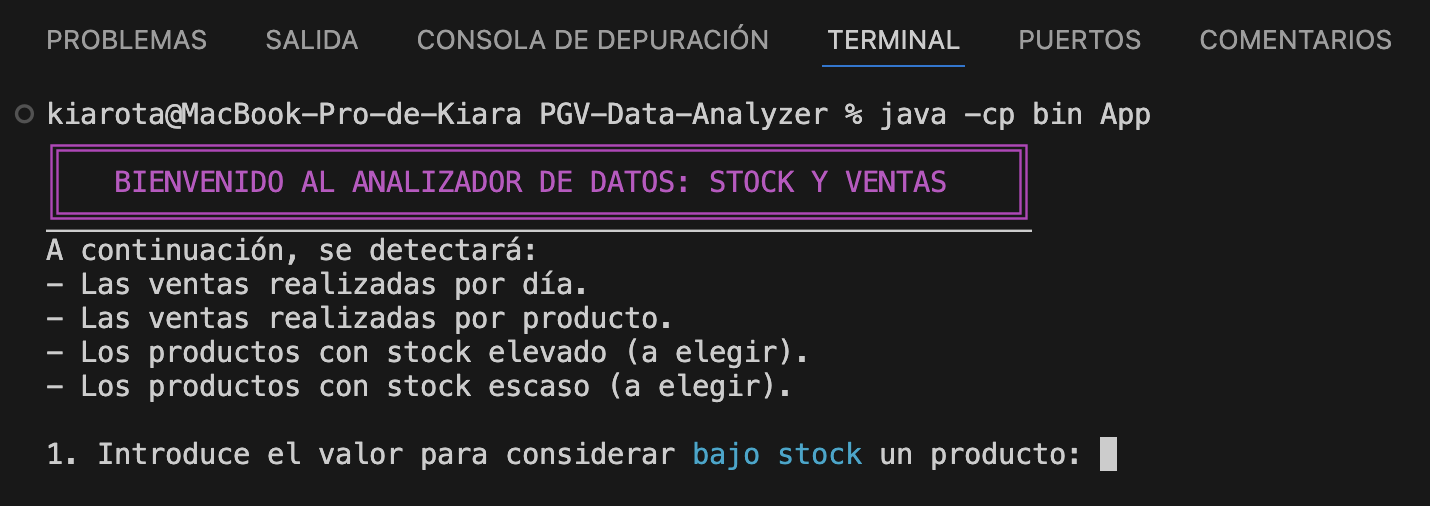 PROBLEMAS SALIDA CONSOLA DE DEPURACIÓN TERMINAL PUERTOS COMENTARIOS
kiarota@MacBook-Pro-de-Kiara PGV-Data-Analyzer % java -cp bin App
BIENVENIDO AL ANALIZADOR DE DATOS: STOCK Y VENTAS
A continuación, se detectará:
- Las ventas realizadas por día.
- Las ventas realizadas por producto.
- Los productos con stock elevado (a elegir).
- Los productos con stock escaso (a elegir).
1. Introduce el valor para considerar bajo stock un producto: